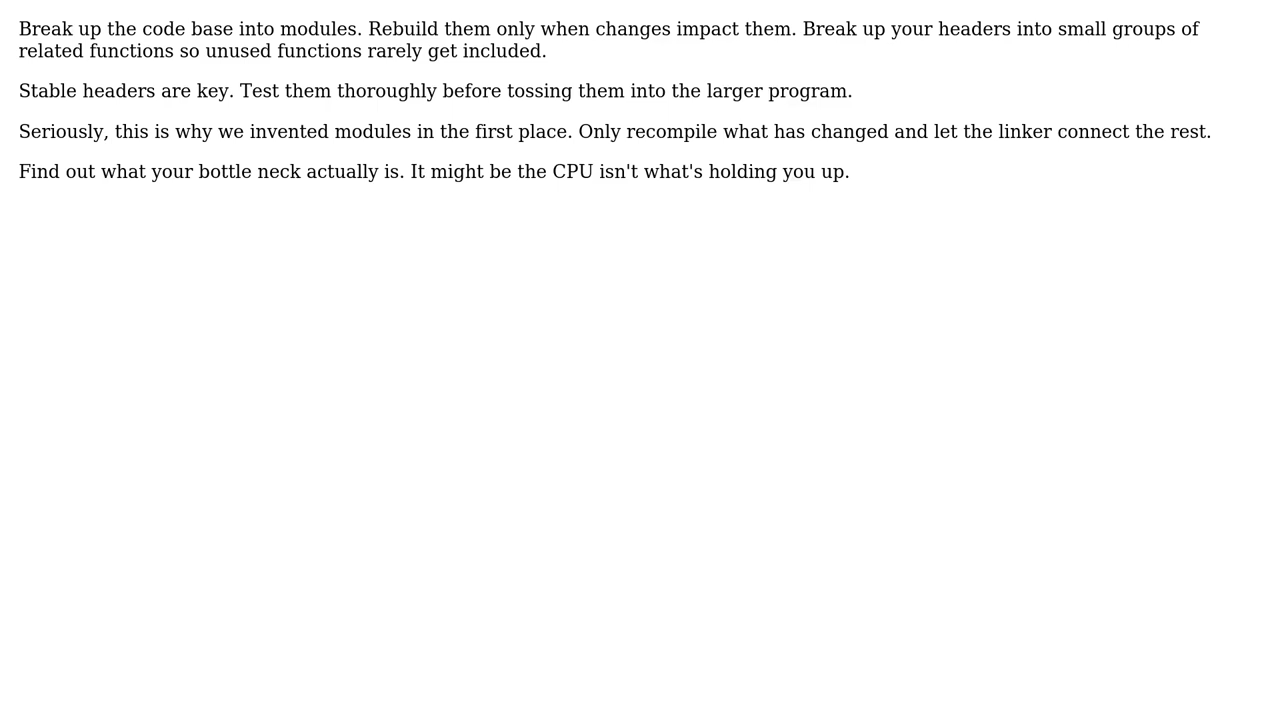 Break up the code base into modules. Rebuild them only when changes impact them. Break up your headers into small groups of
related functions so unused functions rarely get included.
Stable headers are key. Test them thoroughly before tossing them into the larger program.
Seriously, this is why we invented modules in the first place. Only recompile what has changed and let the linker connect the rest.
Find out what your bottle neck actually is. It might be the CPU isn't what's holding you up.